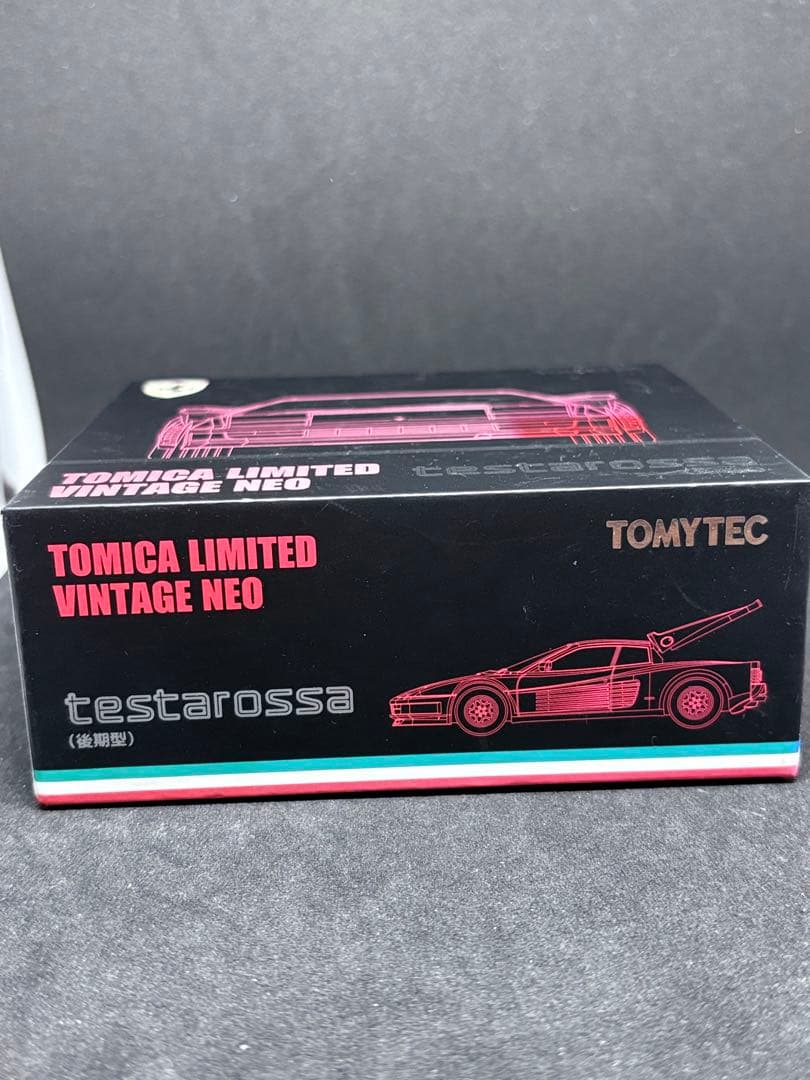 TOMICA LIMITED
VINTAGE NEO
testarossa
TOMICA LIMITED
VINTAGE NEO
TOMYTEC
testarossa
(後期型)